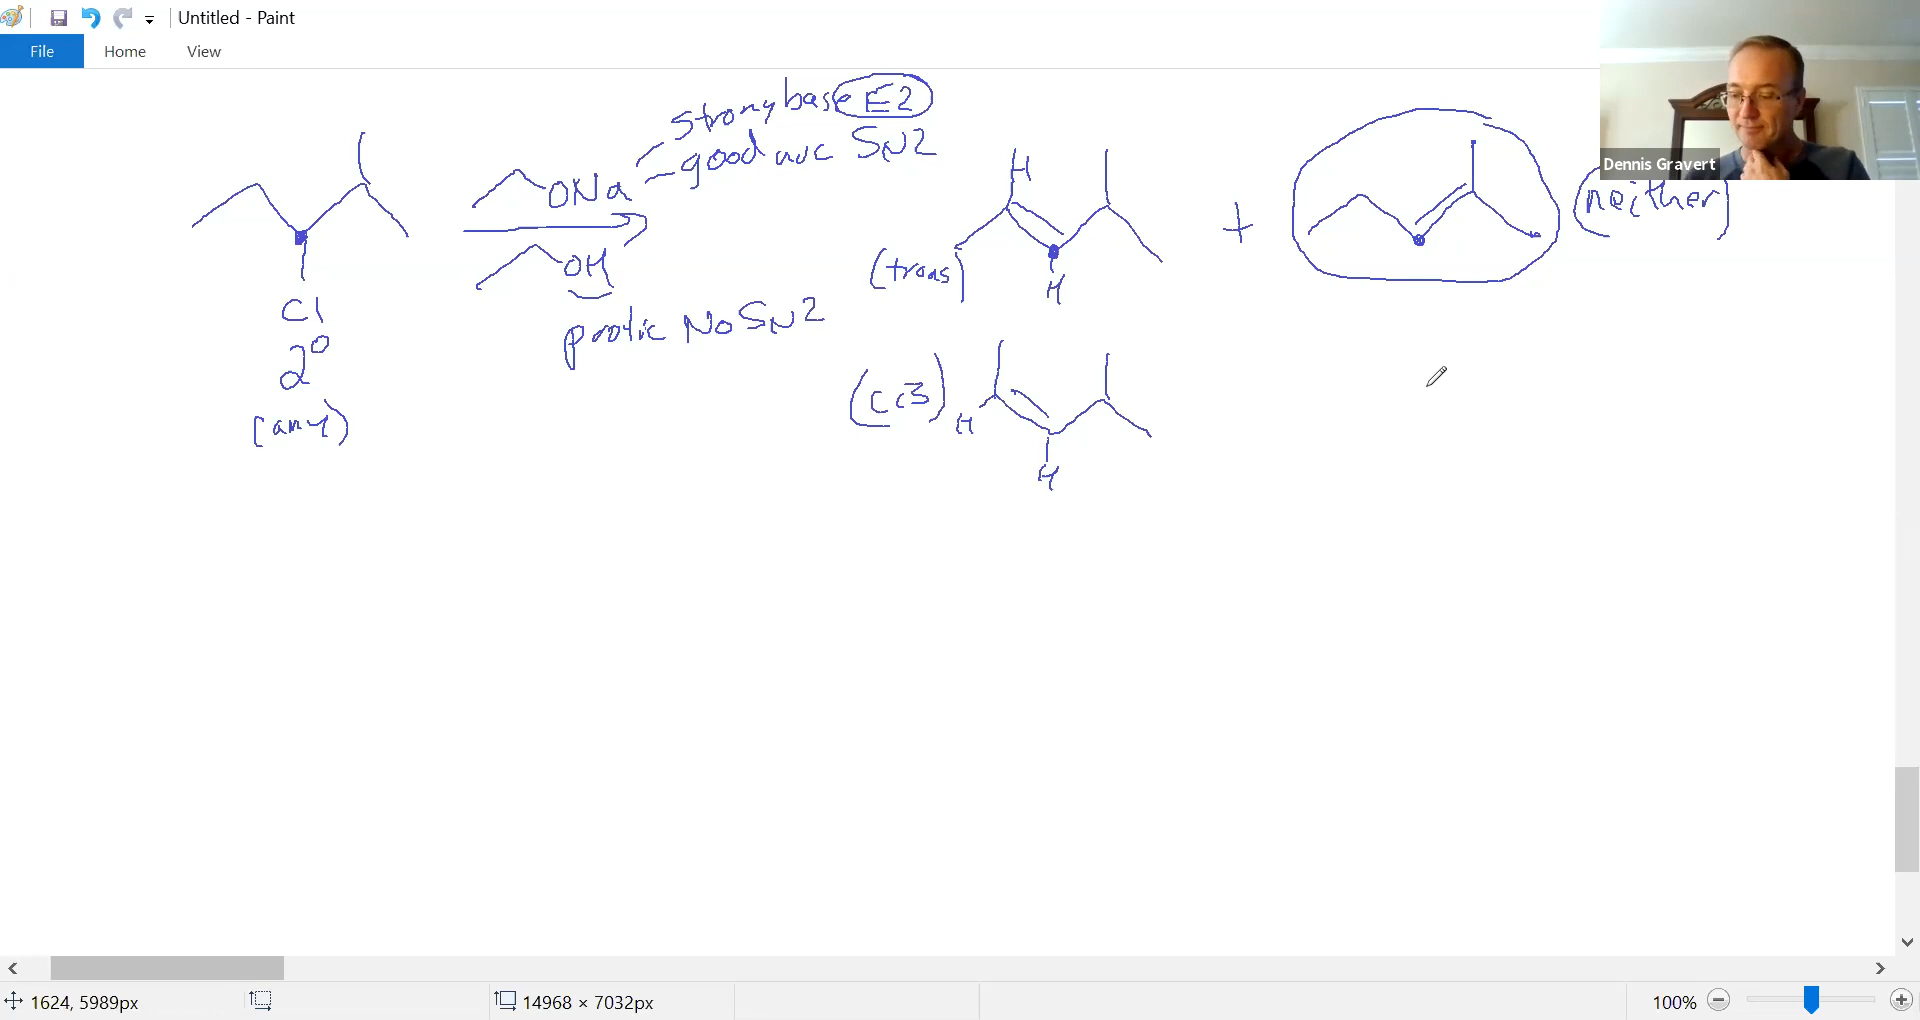 Untitled - Paint
File Home View
strong base E2
good nuc SN2
ONa
OH
protic No SN2
Cl
2°
(any)
H
(trans)
H
+
(neither)
(cis)
H
H
Dennis Gravert
1624, 5989px
14968 × 7032px
100%